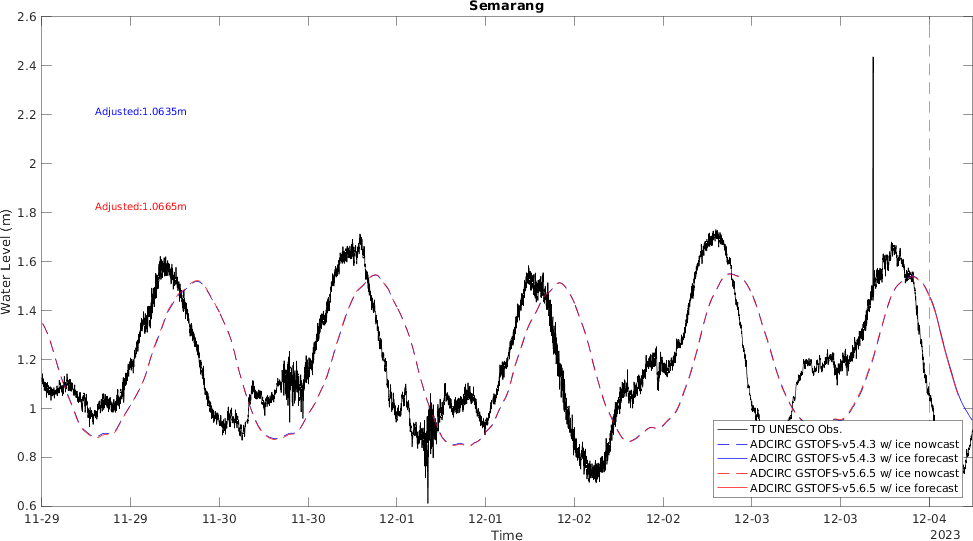 Semarang
2.6
2.4
2.2
2
1.8
1.6
1.4
1.2
1
0.8
0.6
Water Level (m)
Adjusted:1.0635m
Adjusted:1.0665m
TD UNESCO Obs.
ADCIRC GSTOFS-v5.4.3 w/ ice nowcast
ADCIRC GSTOFS-v5.4.3 w/ ice forecast
ADCIRC GSTOFS-v5.6.5 w/ ice nowcast
ADCIRC GSTOFS-v5.6.5 w/ ice forecast
11-29 11-29 11-30 11-30 12-01 12-01 12-02 12-02 12-03 12-03 12-04
2023
Time